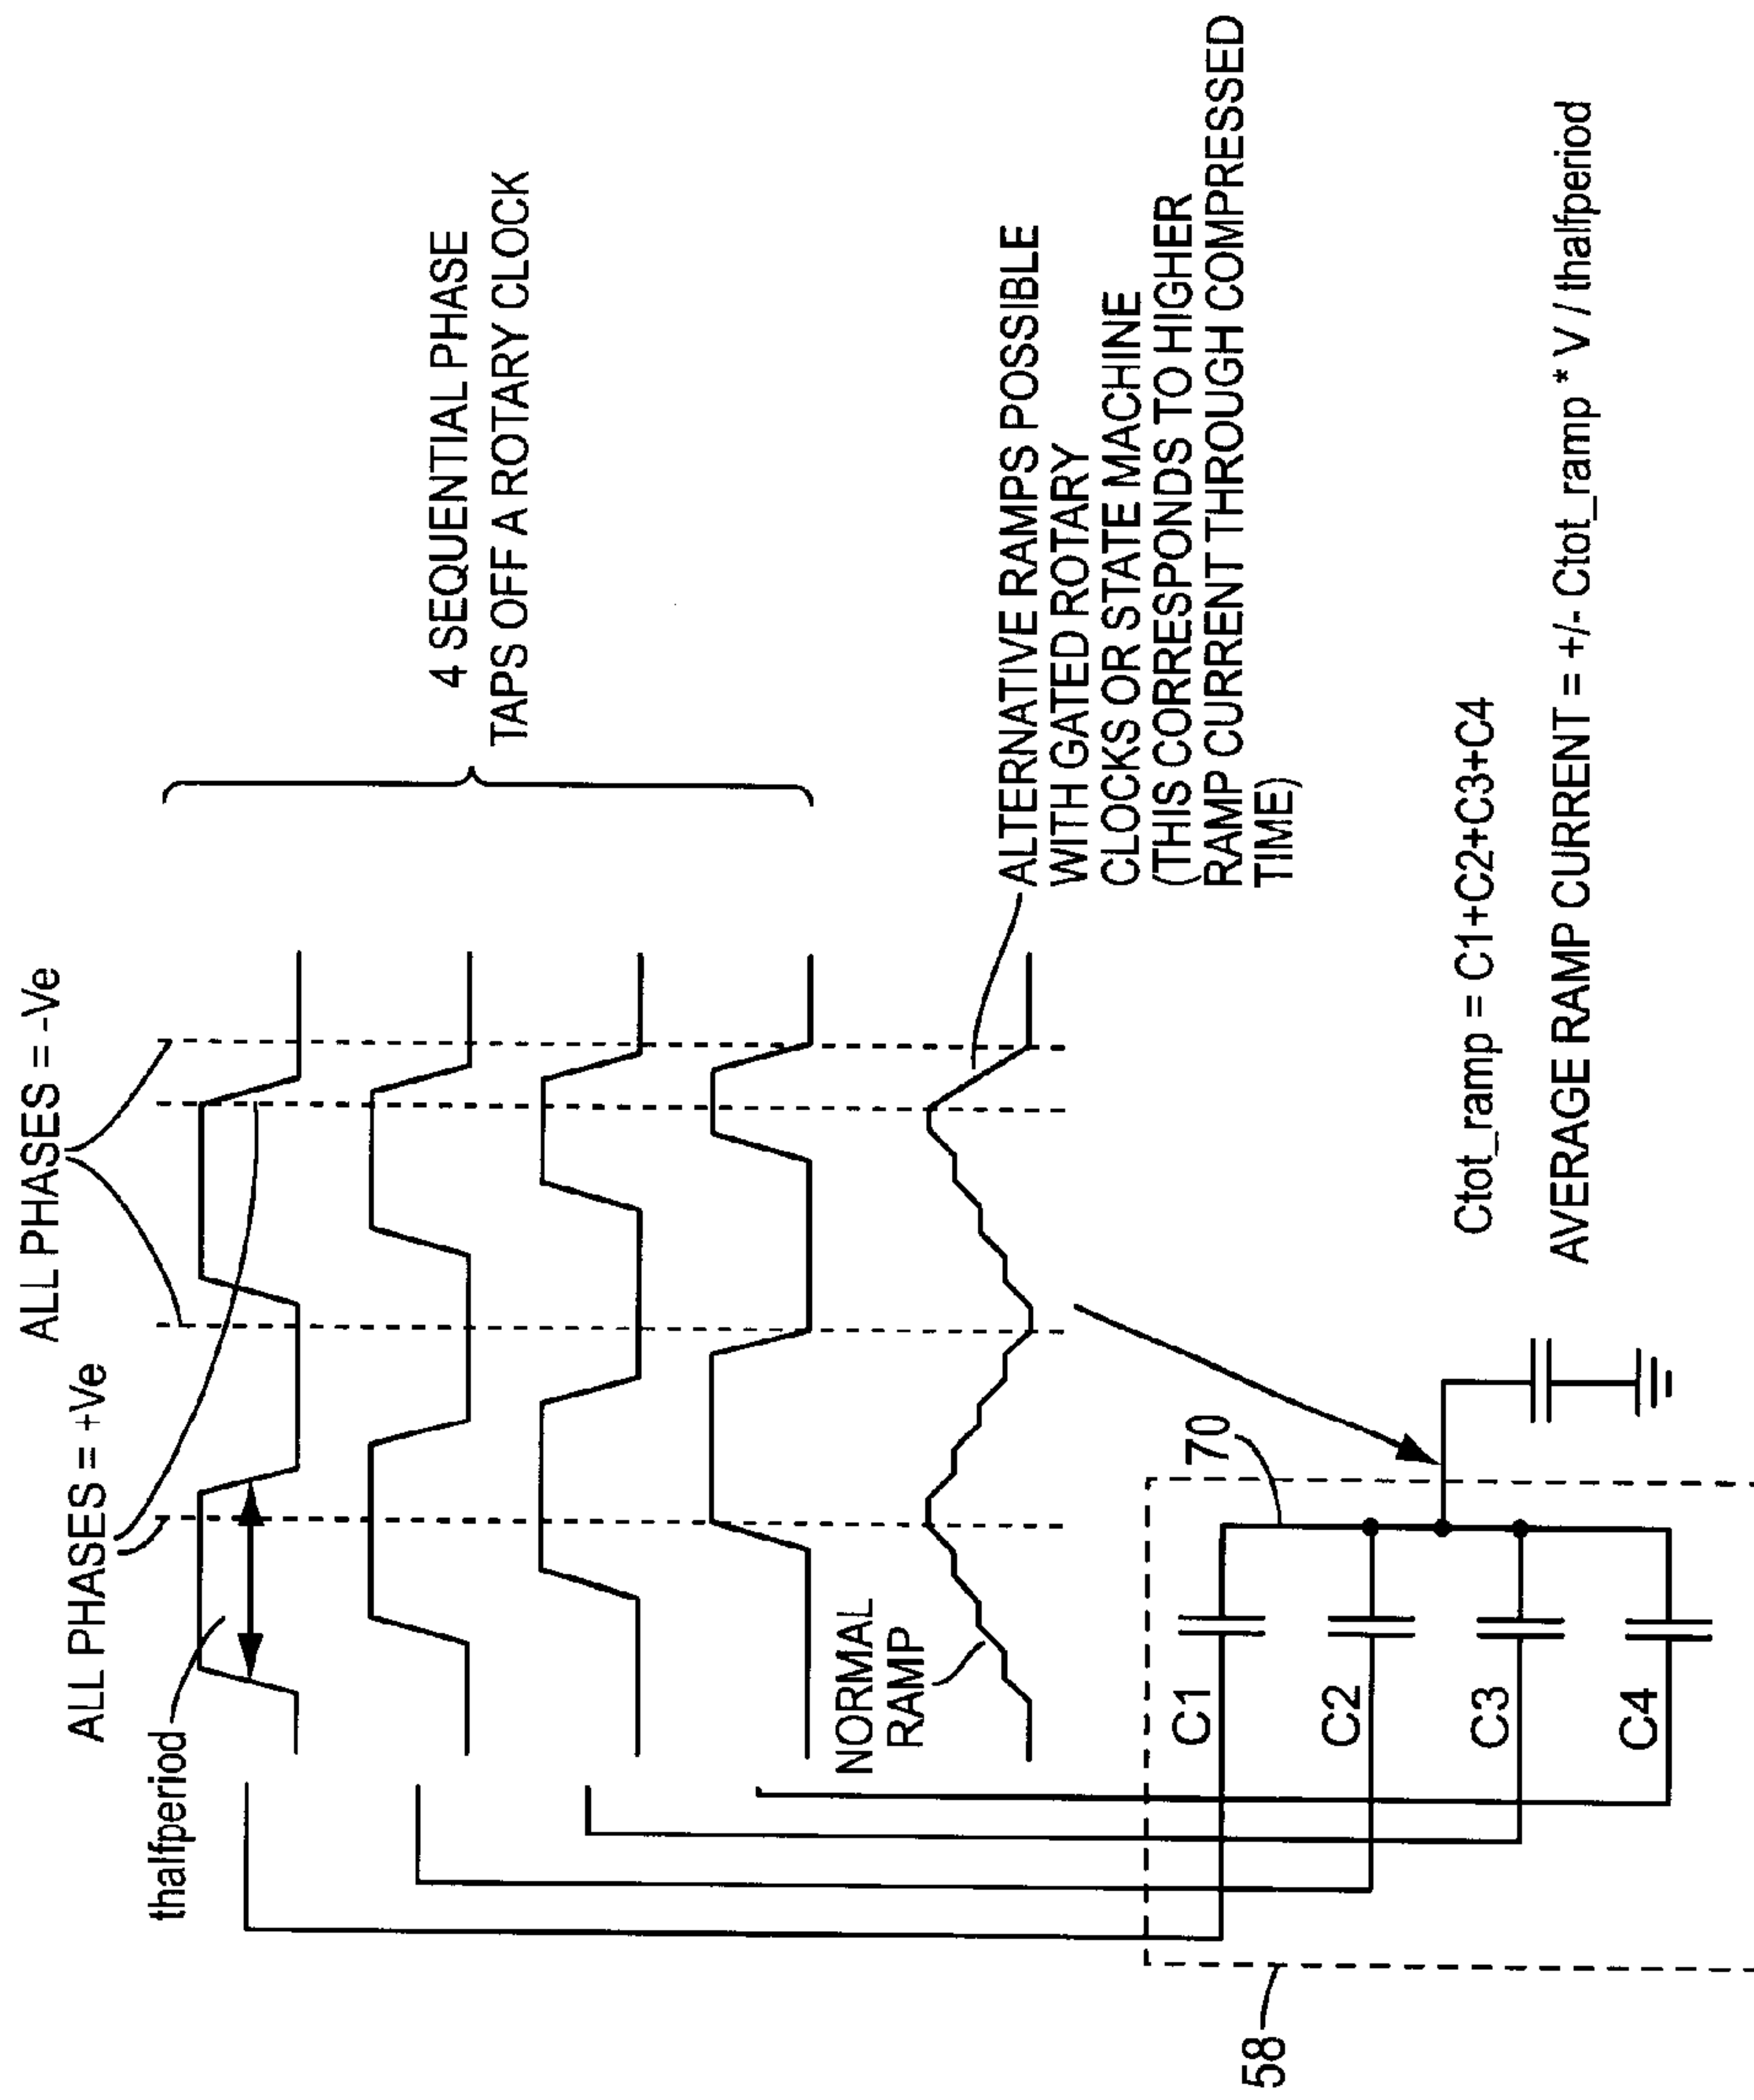 ALL PHASES = -Ve
ALL PHASES = +Ve
thalfperiod
4 SEQUENTIAL PHASE
TAPS OFF A ROTARY CLOCK
NORMAL
RAMP
ALTERNATIVE RAMPS POSSIBLE
WITH GATED ROTARY
CLOCKS OR STATE MACHINE
(THIS CORRESPONDS TO HIGHER
RAMP CURRENT THROUGH COMPRESSED
TIME)
70
C1
C2
C3
C4
58
Ctot_ramp = C1+C2+C3+C4
AVERAGE RAMP CURRENT = +/- Ctot_ramp * V / thalfperiod